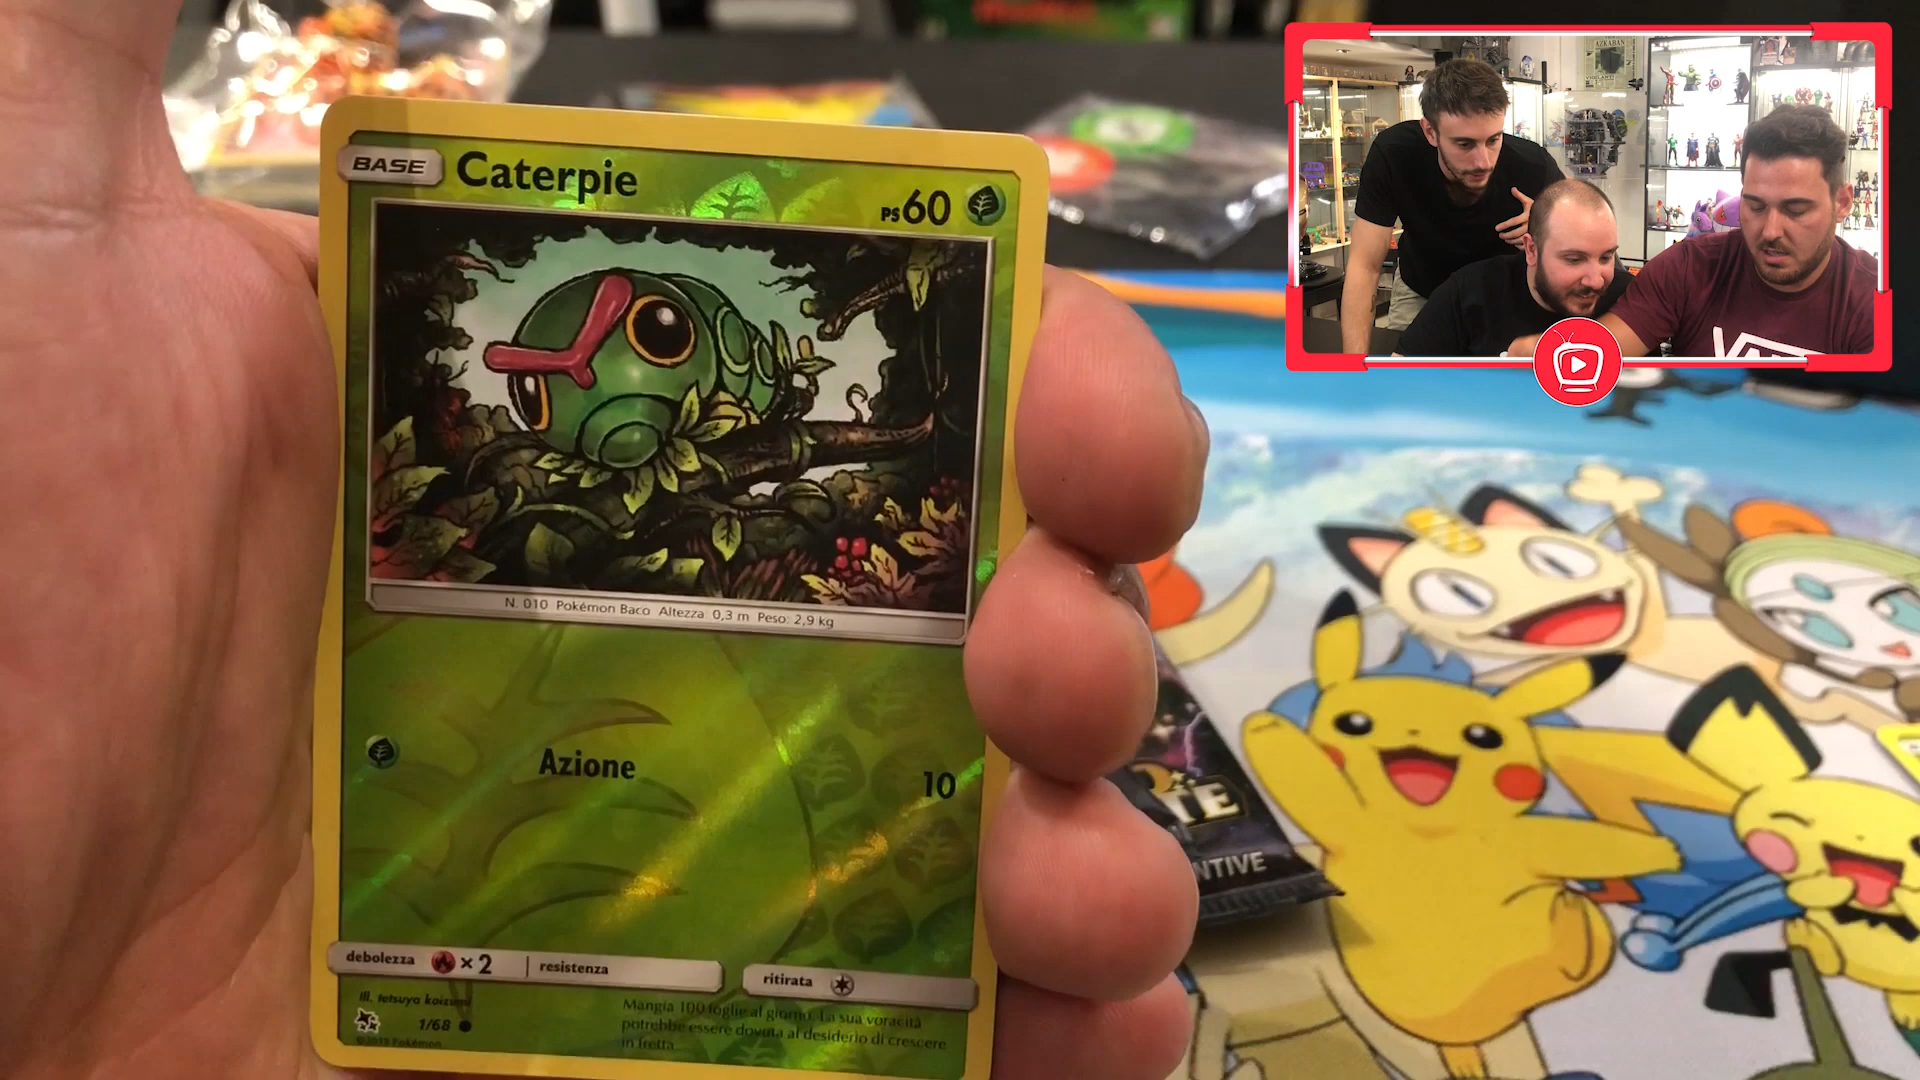 BASE Caterpie
PS60
N. 010 Pokémon Baco Altezza: 0,3 m Peso: 2,9 kg
Azione 10
debolezza ×2 resistenza ritirata
Ill. tetsuya koizumi
1/68
Mangia 100 foglie al giorno. La sua voracità
potrebbe essere dovuta al desiderio di crescere
in fretta
Pokémon
AZKABAN
NTIVE